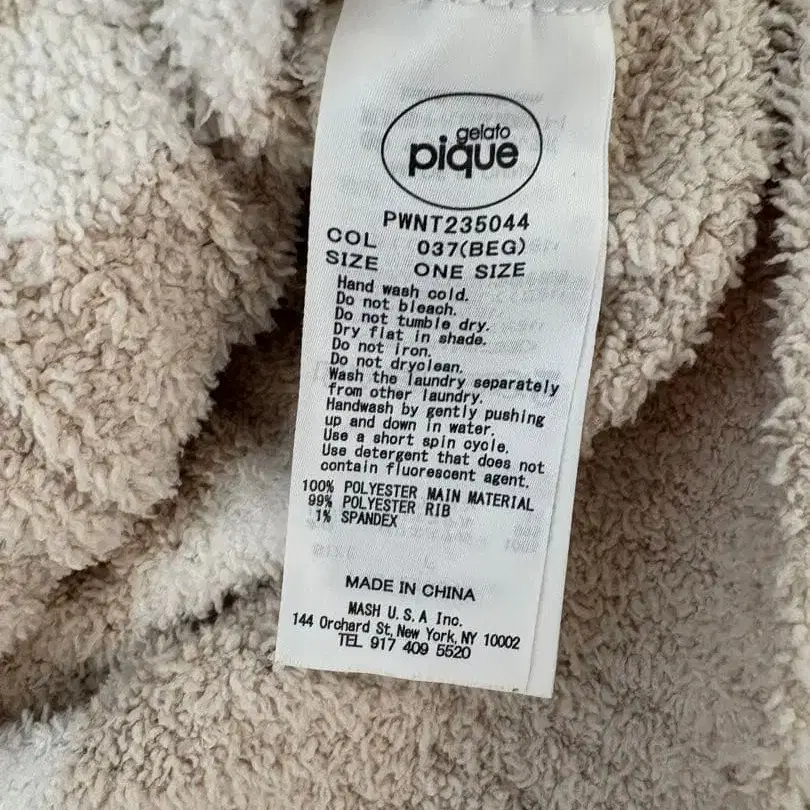 gelato
pique
PWNT235044
COL 037(BEG)
SIZE ONE SIZE
Hand wash cold.
Do not bleach.
Do not tumble dry.
Dry flat in shade.
Do not iron.
Do not dryclean.
Wash the laundry separately
from other laundry.
Handwash by gently pushing
up and down in water.
Use a short spin cycle.
Use detergent that does not
contain fluorescent agent.
100% POLYESTER MAIN MATERIAL
99% POLYESTER RIB
1% SPANDEX
MADE IN CHINA
MASH U.S.A Inc.
144 Orchard St, New York, NY 10002
TEL 917 409 5520